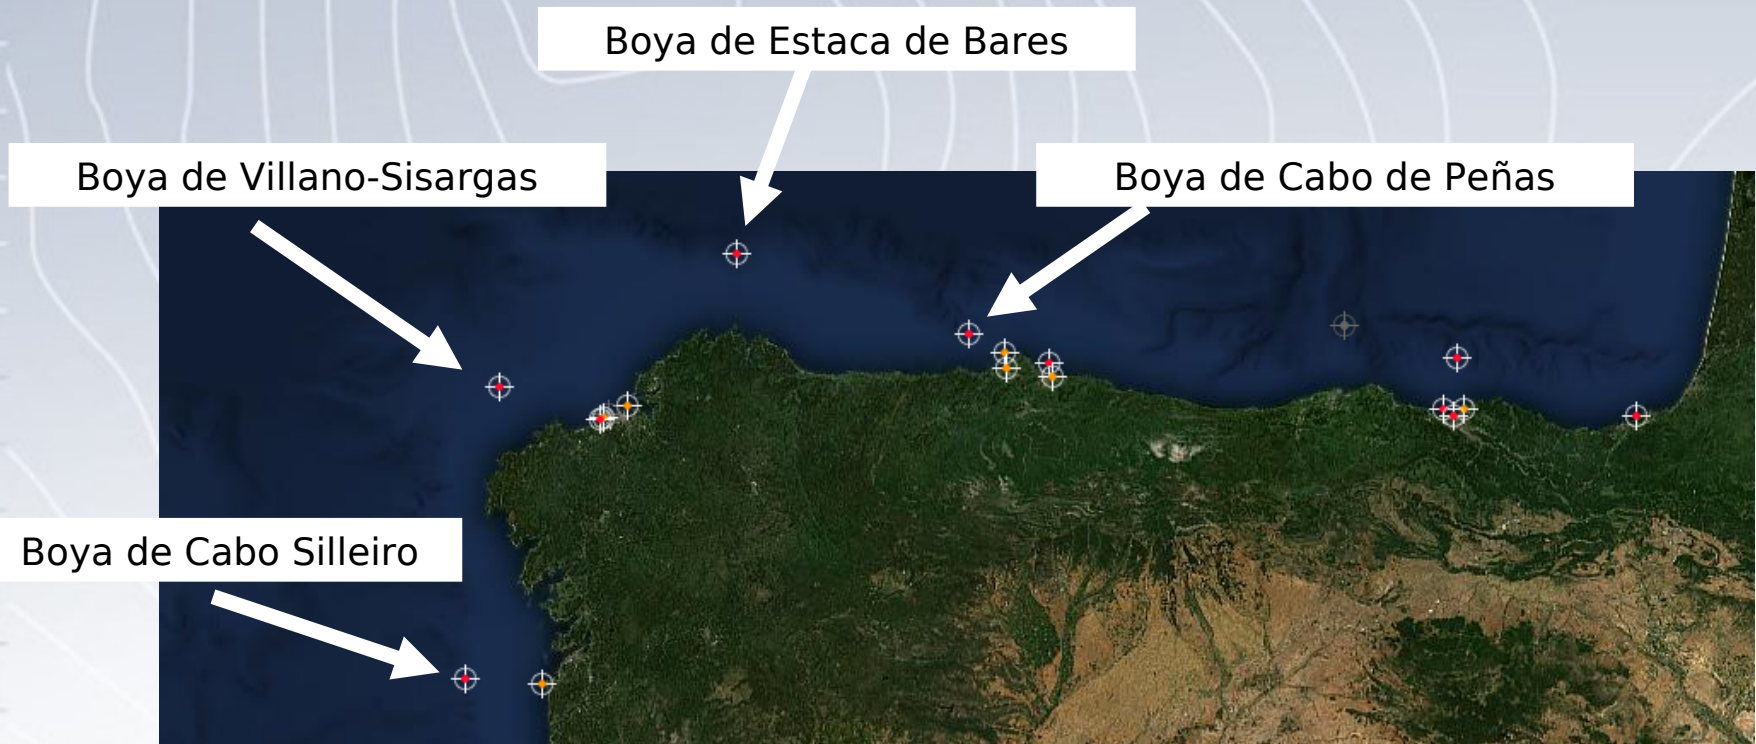 Boya de Estaca de Bares
Boya de Villano-Sisargas
Boya de Cabo de Peñas
Boya de Cabo Silleiro